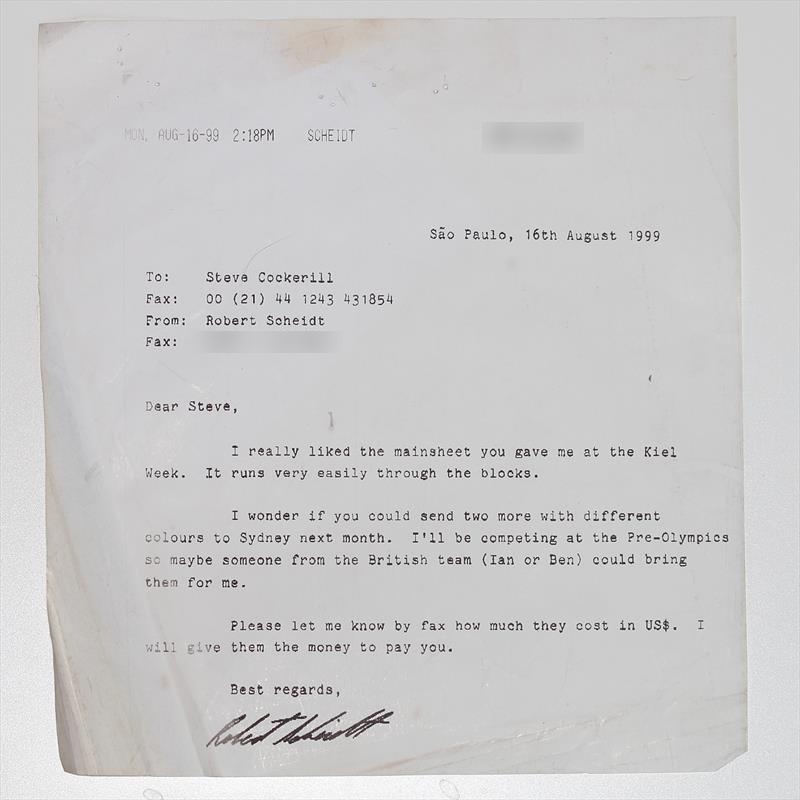 MON, AUG-16-99 2:18PM SCHEIDT
São Paulo, 16th August 1999
To: Steve Cockerill
Fax: 00 (21) 44 1243 431854
From: Robert Scheidt
Fax:
Dear Steve,
I really liked the mainsheet you gave me at the Kiel
Week. It runs very easily through the blocks.
I wonder if you could send two more with different
colours to Sydney next month. I'll be competing at the Pre-Olympics
so maybe someone from the British team (Ian or Ben) could bring
them for me.
Please let me know by fax how much they cost in US$. I
will give them the money to pay you.
Best regards,
Robert Scheidt